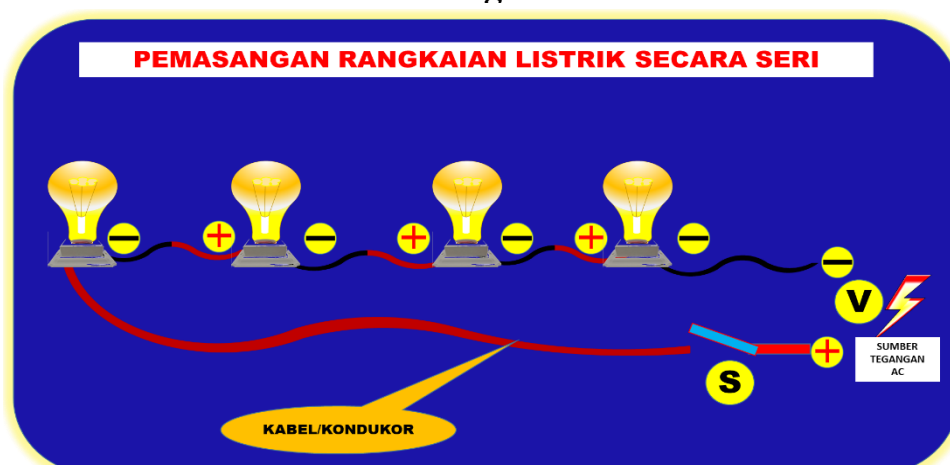 PEMASANGAN RANGKAIAN LISTRIK SECARA SERI
− + − + − + − −
V
SUMBER
TEGANGAN
AC
S +
KABEL/KONDUKOR